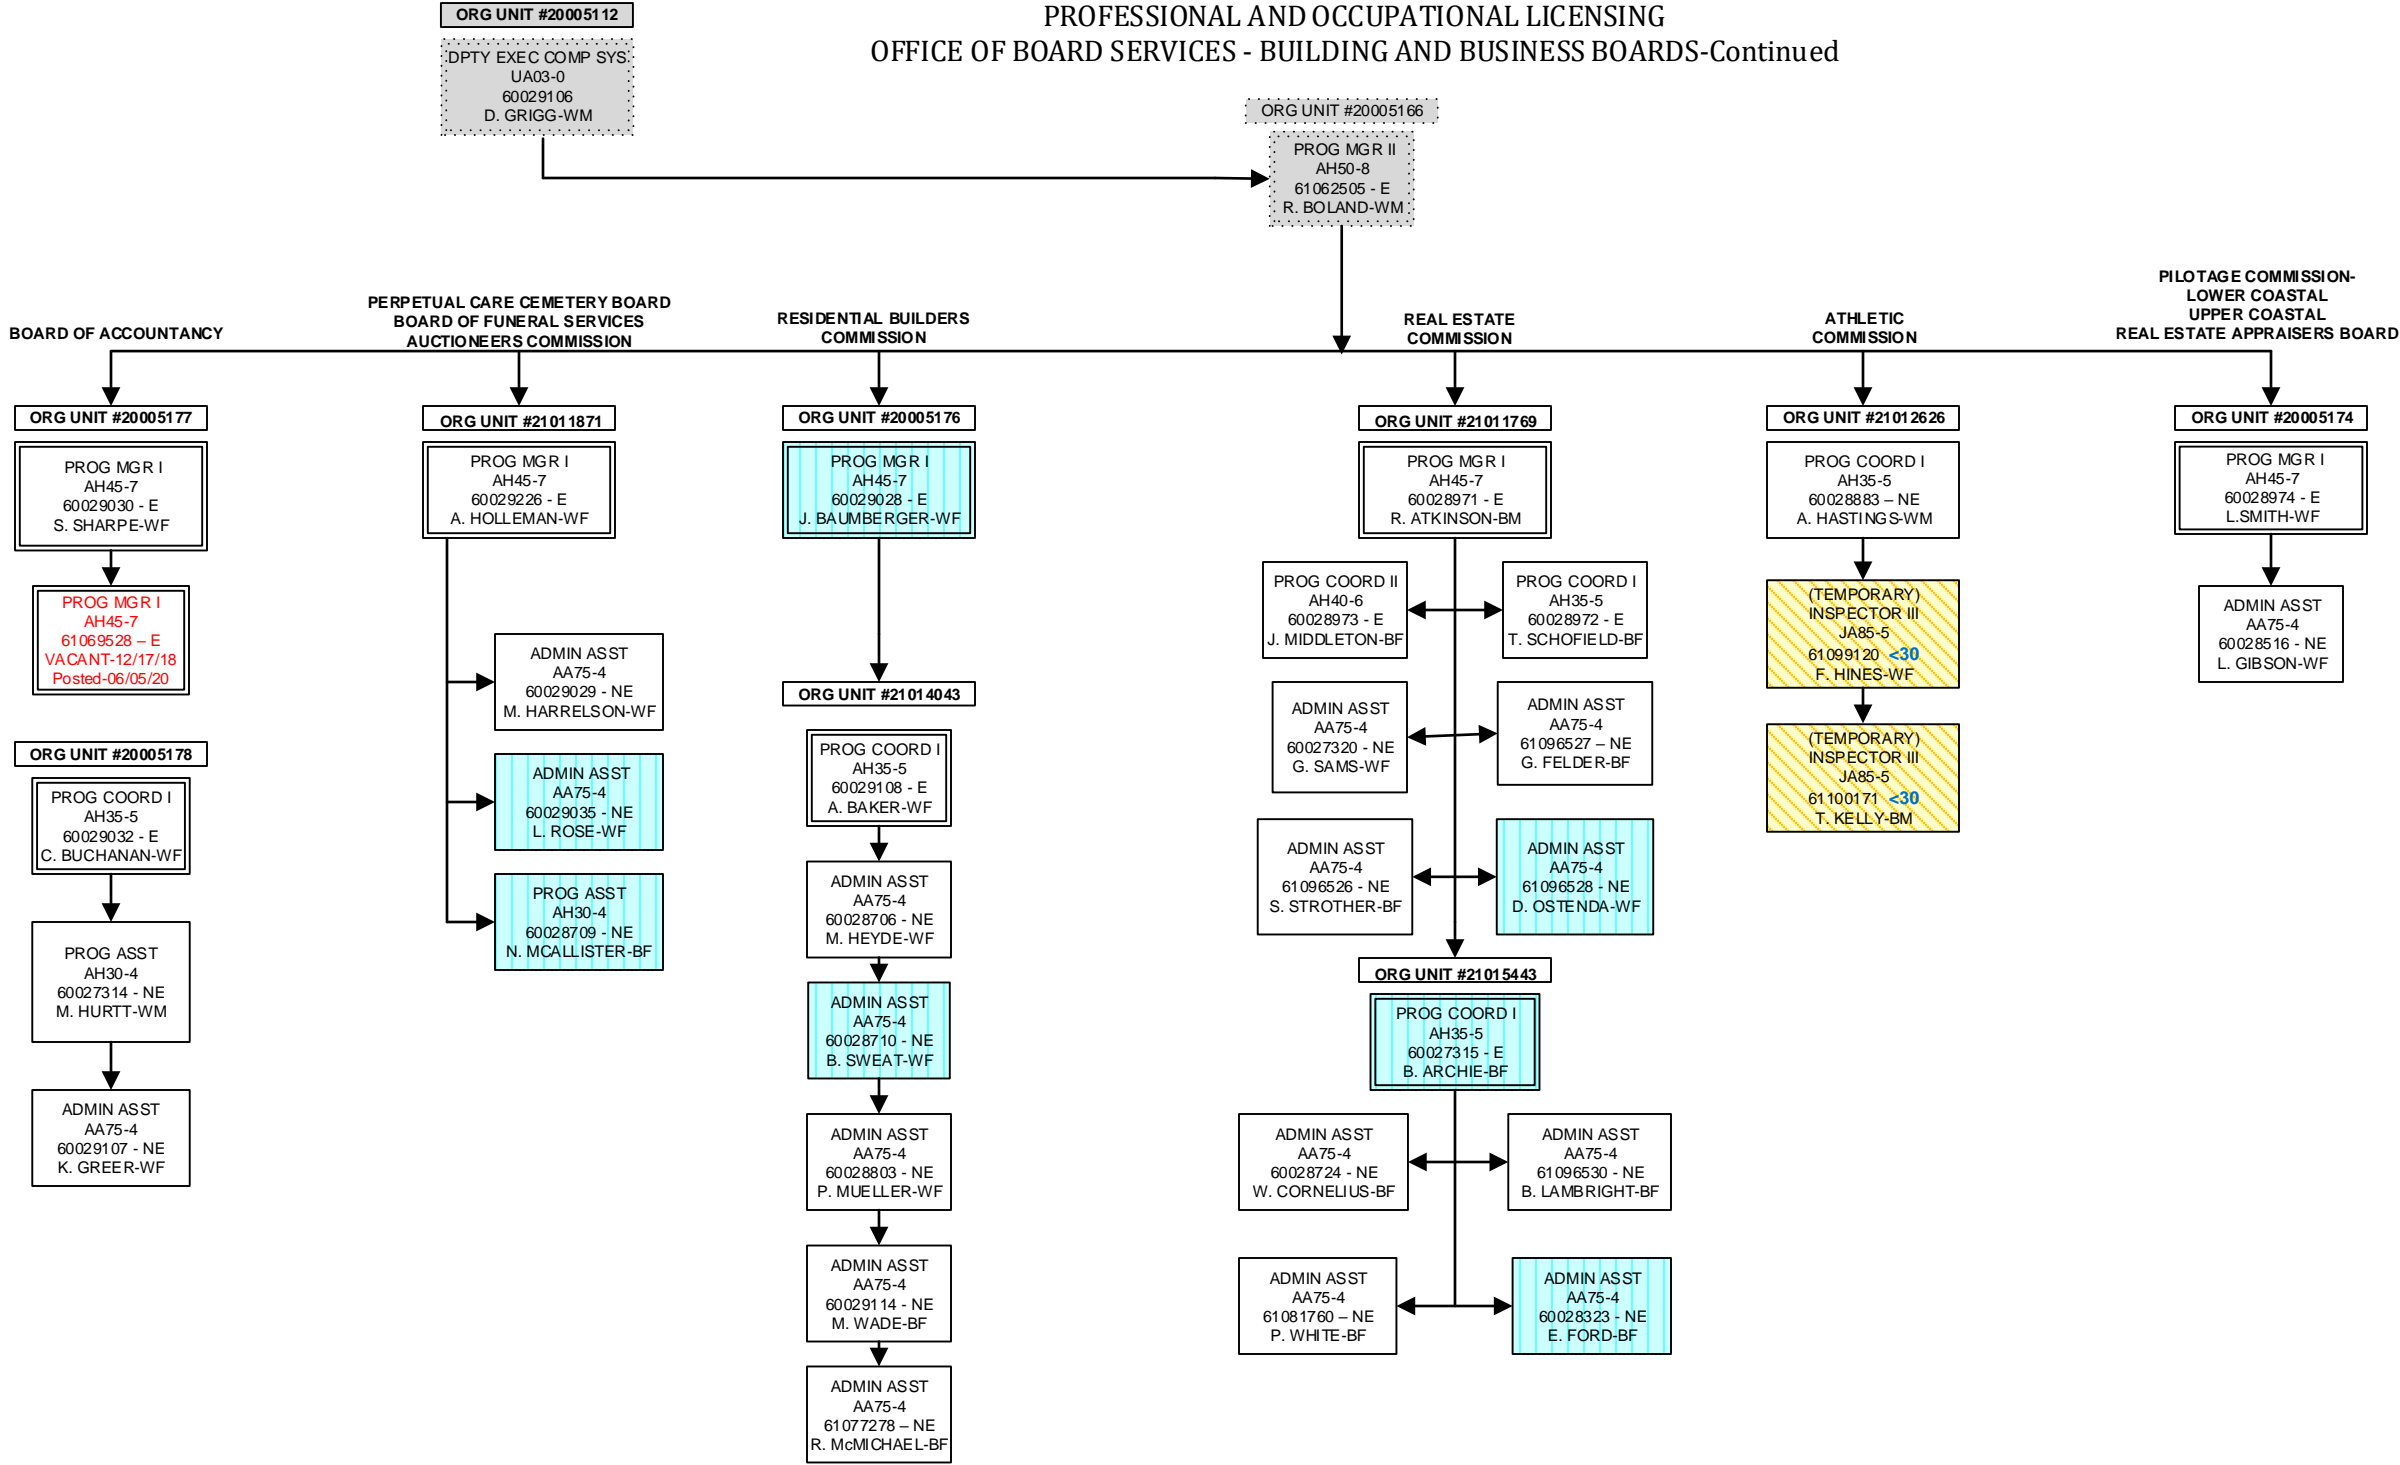 ORG UNIT #20005112
DPTY EXEC COMP SYS
UA03-0
60029106
D. GRIGG-WM
PROFESSIONAL AND OCCUPATIONAL LICENSING
OFFICE OF BOARD SERVICES - BUILDING AND BUSINESS BOARDS-Continued
ORG UNIT #20005166
PROG MGR II
AH50-8
61062505 - E
R. BOLAND-WM
BOARD OF ACCOUNTANCY
ORG UNIT #20005177
PROG MGR I
AH45-7
60029030 - E
S. SHARPE-WF
PROG MGR I
AH45-7
61069528 – E
VACANT-12/17/18
Posted-06/05/20
ORG UNIT #20005178
PROG COORD I
AH35-5
60029032 - E
C. BUCHANAN-WF
PROG ASST
AH30-4
60027314 - NE
M. HURTT-WM
ADMIN ASST
AA75-4
60029107 - NE
K. GREER-WF
PERPETUAL CARE CEMETERY BOARD
BOARD OF FUNERAL SERVICES
AUCTIONEERS COMMISSION
ORG UNIT #21011871
PROG MGR I
AH45-7
60029226 - E
A. HOLLEMAN-WF
ADMIN ASST
AA75-4
60029029 - NE
M. HARRELSON-WF
ADMIN ASST
AA75-4
60029035 - NE
L. ROSE-WF
PROG ASST
AH30-4
60028709 - NE
N. MCALLISTER-BF
RESIDENTIAL BUILDERS
COMMISSION
ORG UNIT #20005176
PROG MGR I
AH45-7
60029028 - E
J. BAUMBERGER-WF
ORG UNIT #21014043
PROG COORD I
AH35-5
60029108 - E
A. BAKER-WF
ADMIN ASST
AA75-4
60028706 - NE
M. HEYDE-WF
ADMIN ASST
AA75-4
60028710 - NE
B. SWEAT-WF
ADMIN ASST
AA75-4
60028803 - NE
P. MUELLER-WF
ADMIN ASST
AA75-4
60029114 - NE
M. WADE-BF
ADMIN ASST
AA75-4
61077278 – NE
R. McMICHAEL-BF
REAL ESTATE
COMMISSION
ORG UNIT #21011769
PROG MGR I
AH45-7
60028971 - E
R. ATKINSON-BM
PROG COORD II
AH40-6
60028973 - E
J. MIDDLETON-BF
PROG COORD I
AH35-5
60028972 - E
T. SCHOFIELD-BF
ADMIN ASST
AA75-4
60027320 - NE
G. SAMS-WF
ADMIN ASST
AA75-4
61096527 – NE
G. FELDER-BF
ADMIN ASST
AA75-4
61096526 - NE
S. STROTHER-BF
ADMIN ASST
AA75-4
61096528 - NE
D. OSTENDA-WF
ORG UNIT #21015443
PROG COORD I
AH35-5
60027315 - E
B. ARCHIE-BF
ADMIN ASST
AA75-4
60028724 - NE
W. CORNELIUS-BF
ADMIN ASST
AA75-4
61096530 - NE
B. LAMBRIGHT-BF
ADMIN ASST
AA75-4
61081760 – NE
P. WHITE-BF
ADMIN ASST
AA75-4
60028323 - NE
E. FORD-BF
ATHLETIC
COMMISSION
ORG UNIT #21012626
PROG COORD I
AH35-5
60028883 – NE
A. HASTINGS-WM
(TEMPORARY)
INSPECTOR III
JA85-5
61099120 <30
F. HINES-WF
(TEMPORARY)
INSPECTOR III
JA85-5
61100171 <30
T. KELLY-BM
PILOTAGE COMMISSION-
LOWER COASTAL
UPPER COASTAL
REAL ESTATE APPRAISERS BOARD
ORG UNIT #20005174
PROG MGR I
AH45-7
60028974 - E
L.SMITH-WF
ADMIN ASST
AA75-4
60028516 - NE
L. GIBSON-WF